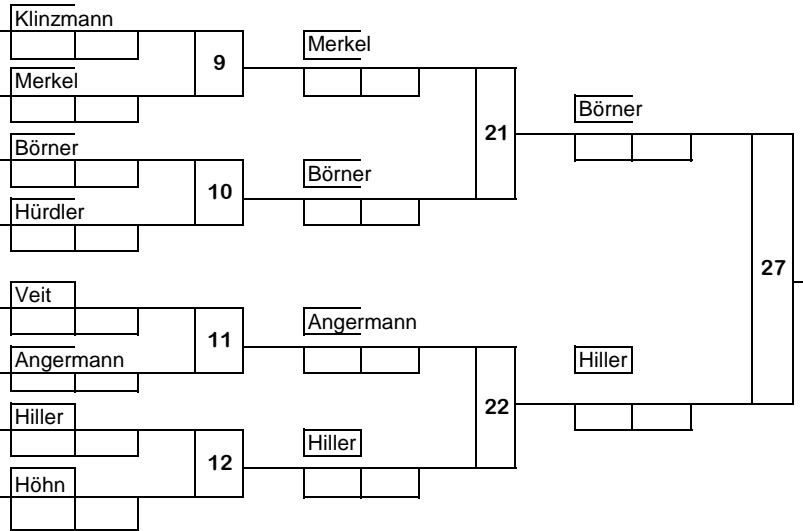 Klinzmann
Merkel
9
Merkel
Börner
21
Börner
Hürdler
10
Börner
27
Veit
Angermann
11
Angermann
Hiller
22
Hiller
12
Hiller
Höhn